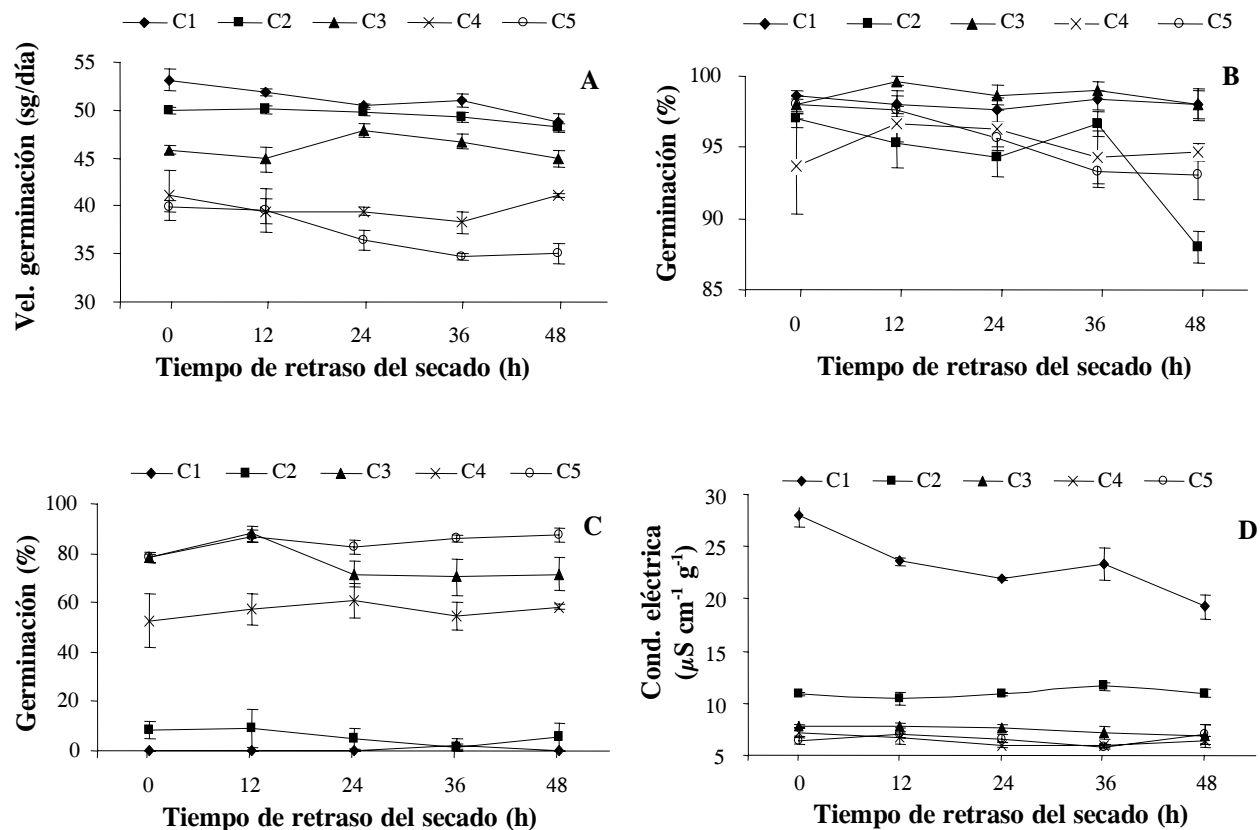 C1 C2 C3 C4 C5
A
Vel. germinación (sg/día)
55
50
45
40
35
30
0 12 24 36 48
Tiempo de retraso del secado (h)
C1 C2 C3 C4 C5
B
Germinación (%)
100
95
90
85
0 12 24 36 48
Tiempo de retraso del secado (h)
C1 C2 C3 C4 C5
C
Germinación (%)
100
80
60
40
20
0
0 12 24 36 48
Tiempo de retraso del secado (h)
C1 C2 C3 C4 C5
D
Cond. eléctrica
(µS cm⁻¹ g⁻¹)
30
25
20
15
10
5
0 12 24 36 48
Tiempo de retraso del secado (h)